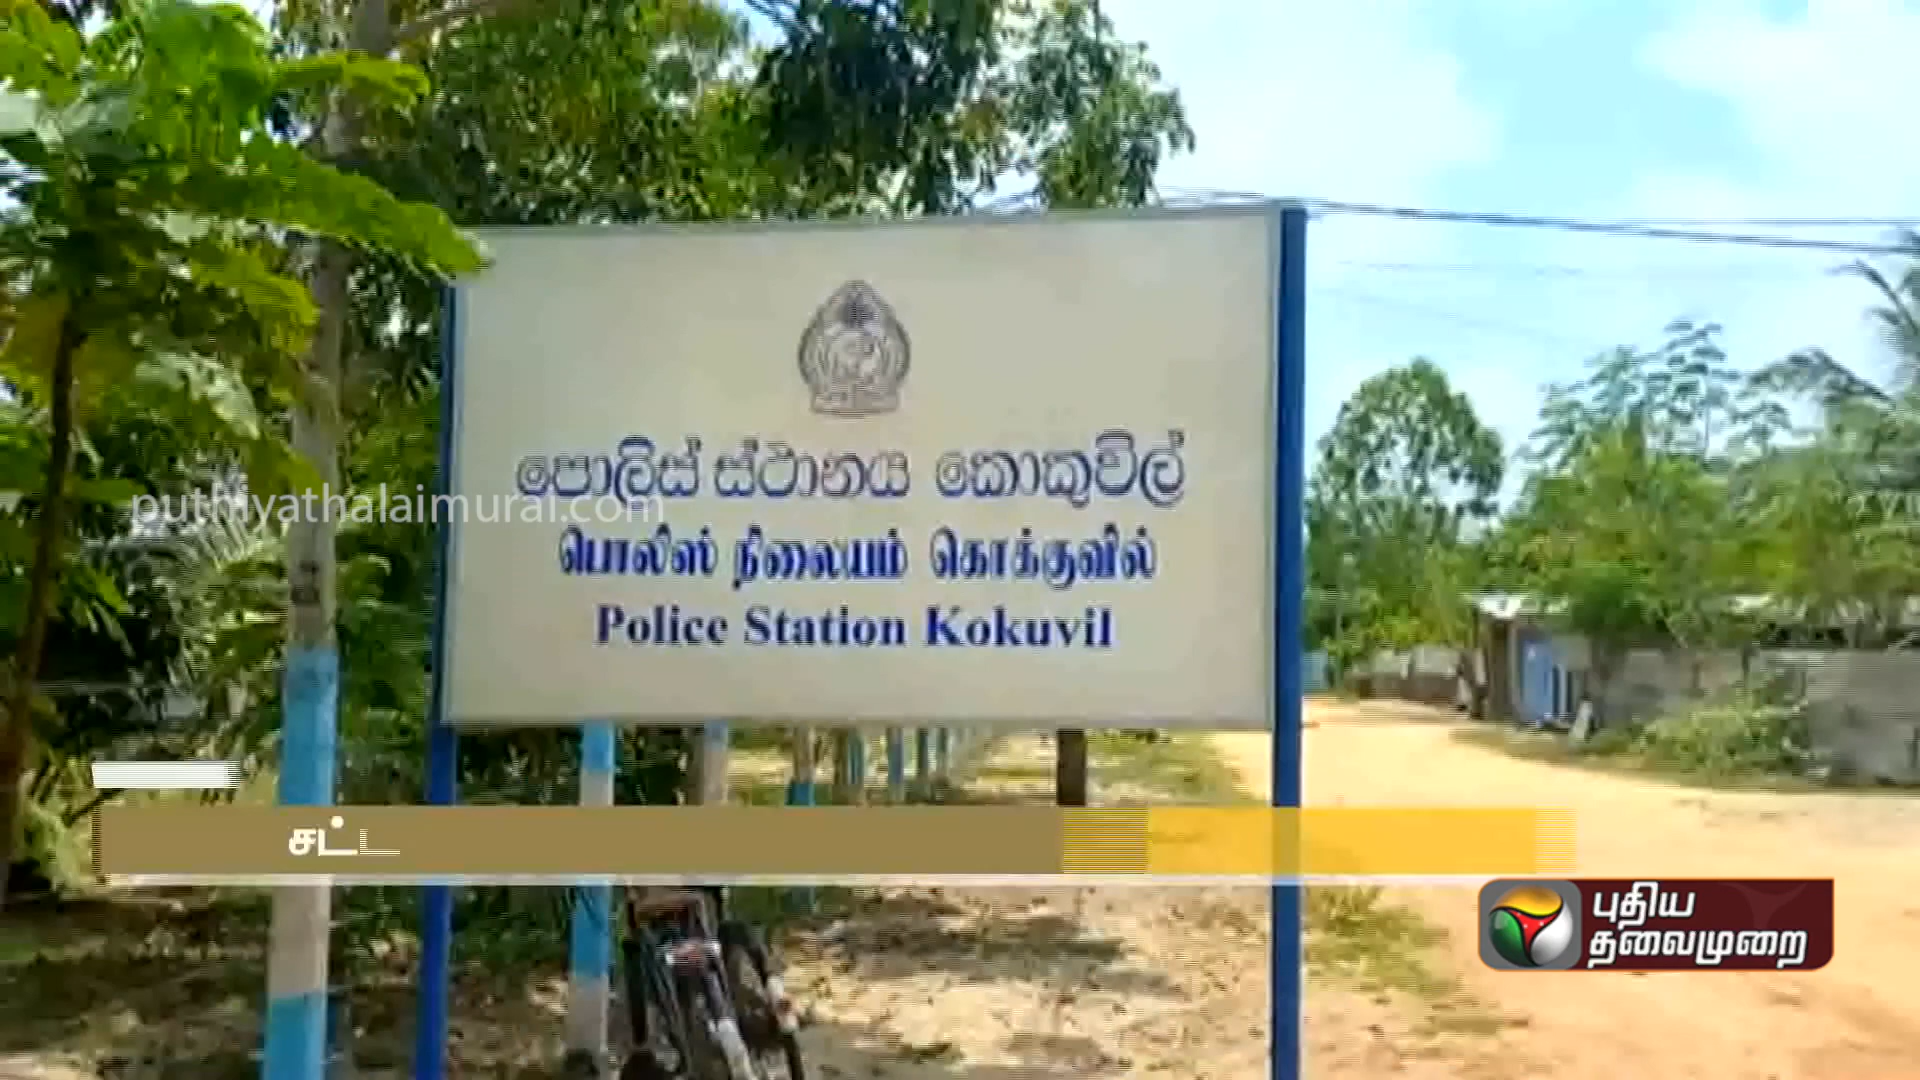 පොලිස් ස්ථානය කොකුවිල්
puthiyathalaimurai.com
பொலிஸ் நிலையம் கொக்குவில்
Police Station Kokuvil
சட்ட
புதிய
தலைமுறை